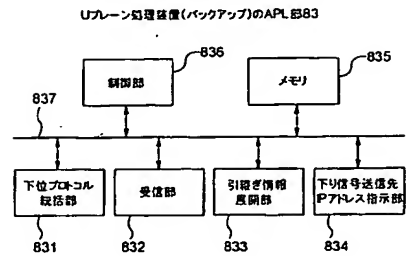 Uプレーン処理装置(バックアップ)のAPL部83
836
835
制御部
メモリ
837
下位プロトコル
統括部
受信部
引継ぎ情報
展開部
下り信号送信先
IPアドレス指示部
831
832
833
834